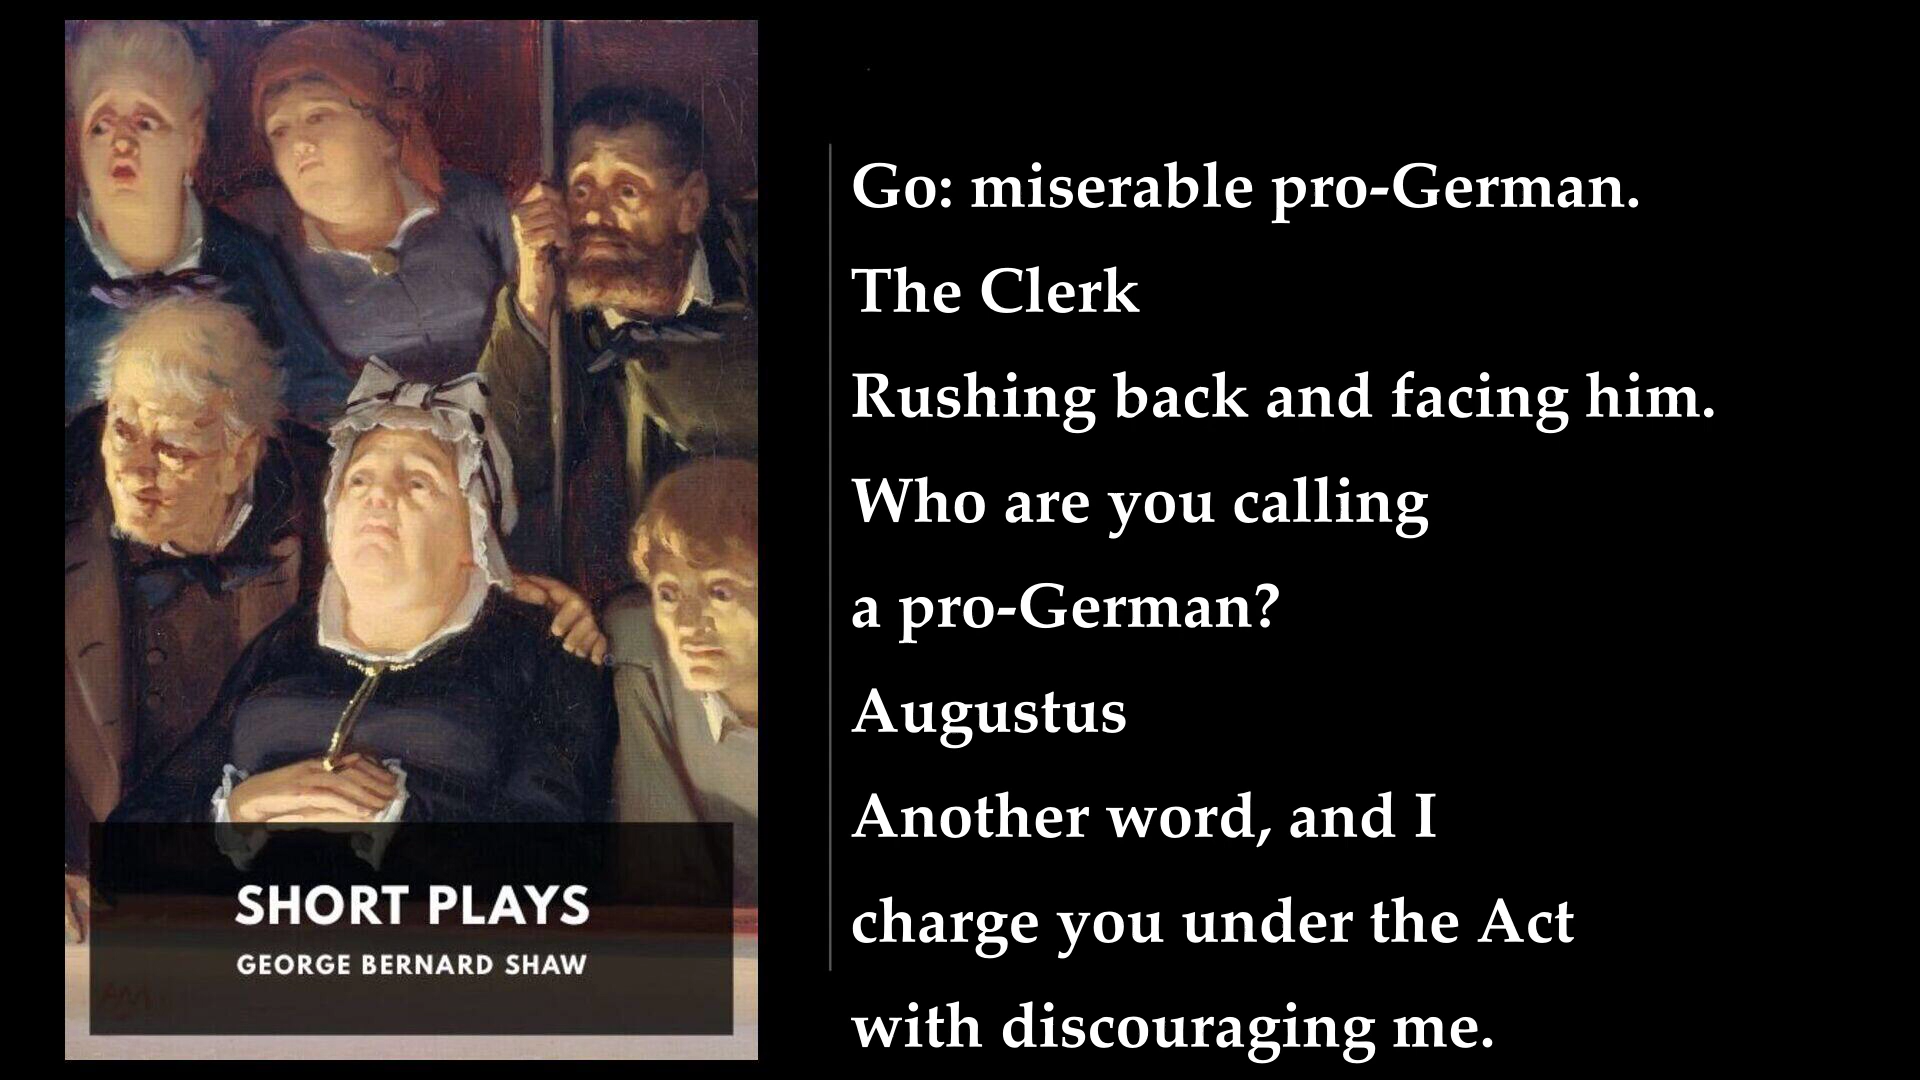 SHORT PLAYS
GEORGE BERNARD SHAW
Go: miserable pro-German.
The Clerk
Rushing back and facing him.
Who are you calling
a pro-German?
Augustus
Another word, and I
charge you under the Act
with discouraging me.